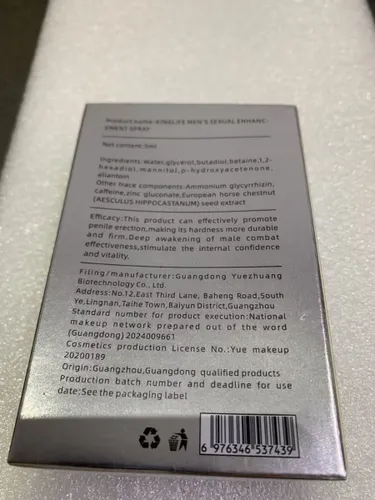 Product name:KINGLIFE MEN'S SEXUAL ENHANC-
EMENT SPRAY
Net content:5ml
Ingredients:water,glycerol,butadiol,betaine,1,2-
hexadiol,mannitol,p-hydroxyacetenone,
allantoin
Other trace components:Ammonium glycyrrhizin,
caffeine,zinc gluconate,European horse chestnut
(AESCULUS HIPPOCASTANUM) seed extract
Efficacy:This product can effectively promote
penile erection,making its hardness more durable
and firm.Deep awakening of male combat
effectiveness,stimulate the internal confidence
and vitality.
Filing/manufacturer:Guangdong Yuezhuang
Biotechnology Co., Ltd.
Address:No.12,East Third Lane, Baheng Road,South
Ye,Lingnan,Taihe Town,Baiyun District,Guangzhou
Standard number for product execution:National
makeup network prepared out of the word
(Guangdong) 2024009661
Cosmetics production License No.:Yue makeup
20200189
Origin:Guangzhou,Guangdong qualified products
Production batch number and deadline for use
date:See the packaging label
6 976346 537439